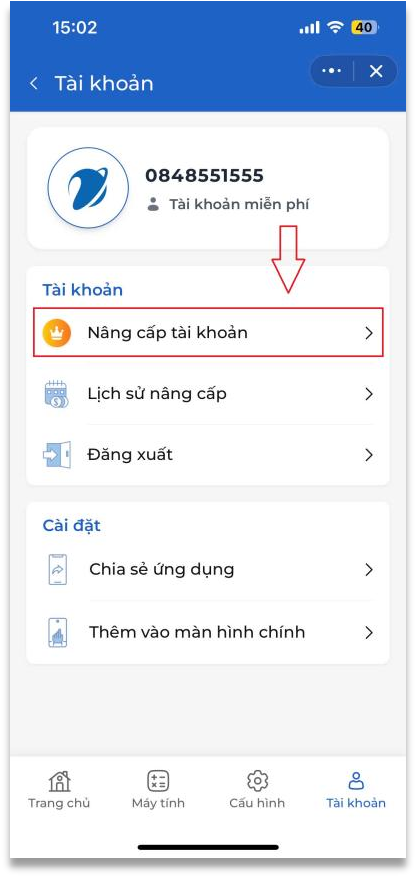 15:02
40
Tài khoản
0848551555
Tài khoản miễn phí
Tài khoản
Nâng cấp tài khoản
Lịch sử nâng cấp
Đăng xuất
Cài đặt
Chia sẻ ứng dụng
Thêm vào màn hình chính
Trang chủ
Máy tính
Cấu hình
Tài khoản